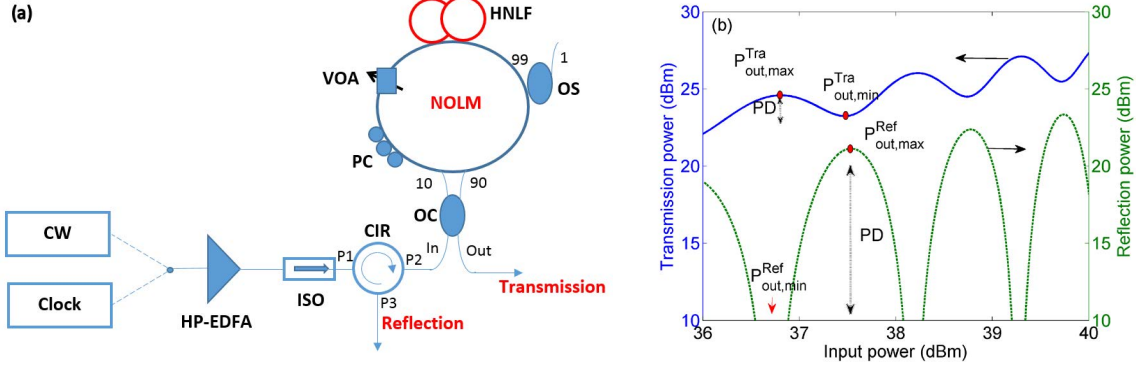 (a)
HNLF
99
1
OS
VOA
NOLM
PC
10
90
OC
CW
CIR
In
Out
P1
P2
Transmission
ISO
Clock
P3
HP-EDFA
Reflection
30
25
20
15
10
Transmission power (dBm)
(b)
P^Tra_out,max
P^Tra_out,min
PD
P^Ref_out,max
PD
P^Ref_out,min
30
25
20
15
10
Reflection power (dBm)
36
37
38
39
40
Input power (dBm)